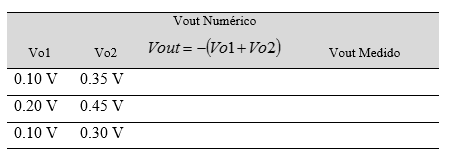 Vout Numérico
Vo1 Vo2 Vout = −(Vo1 + Vo2) Vout Medido
0.10 V 0.35 V
0.20 V 0.45 V
0.10 V 0.30 V